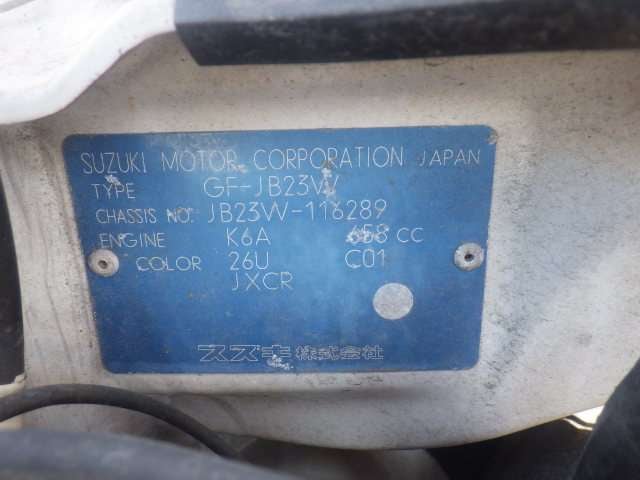 SUZUKI MOTOR CORPORATION JAPAN
TYPE GF-JB23W
CHASSIS NO. JB23W-116289
ENGINE K6A 658 CC
COLOR 26U C01
JXCR
スズキ株式会社